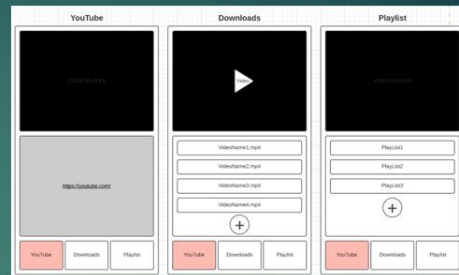 YouTube
Downloads
Playlist
VIDEO PLAYER
Video
VIDEO PLAYER
https://youtube.com/
VideoName1.mp4
VideoName2.mp4
VideoName3.mp4
VideoName4.mp4
+
PlayList1
PlayList2
PlayList3
+
YouTube
Downloads
Playlist
YouTube
Downloads
Playlist
YouTube
Downloads
Playlist